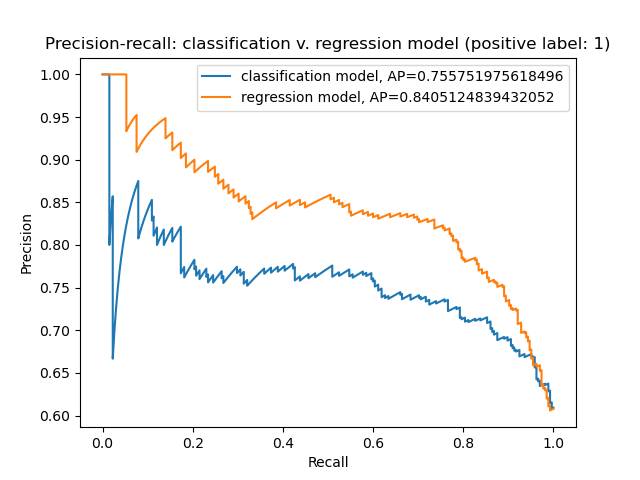 Precision-recall: classification v. regression model (positive label: 1)
classification model, AP=0.755751975618496
regression model, AP=0.8405124839432052
1.00
0.95
0.90
0.85
0.80
0.75
0.70
0.65
0.60
Precision
0.0 0.2 0.4 0.6 0.8 1.0
Recall